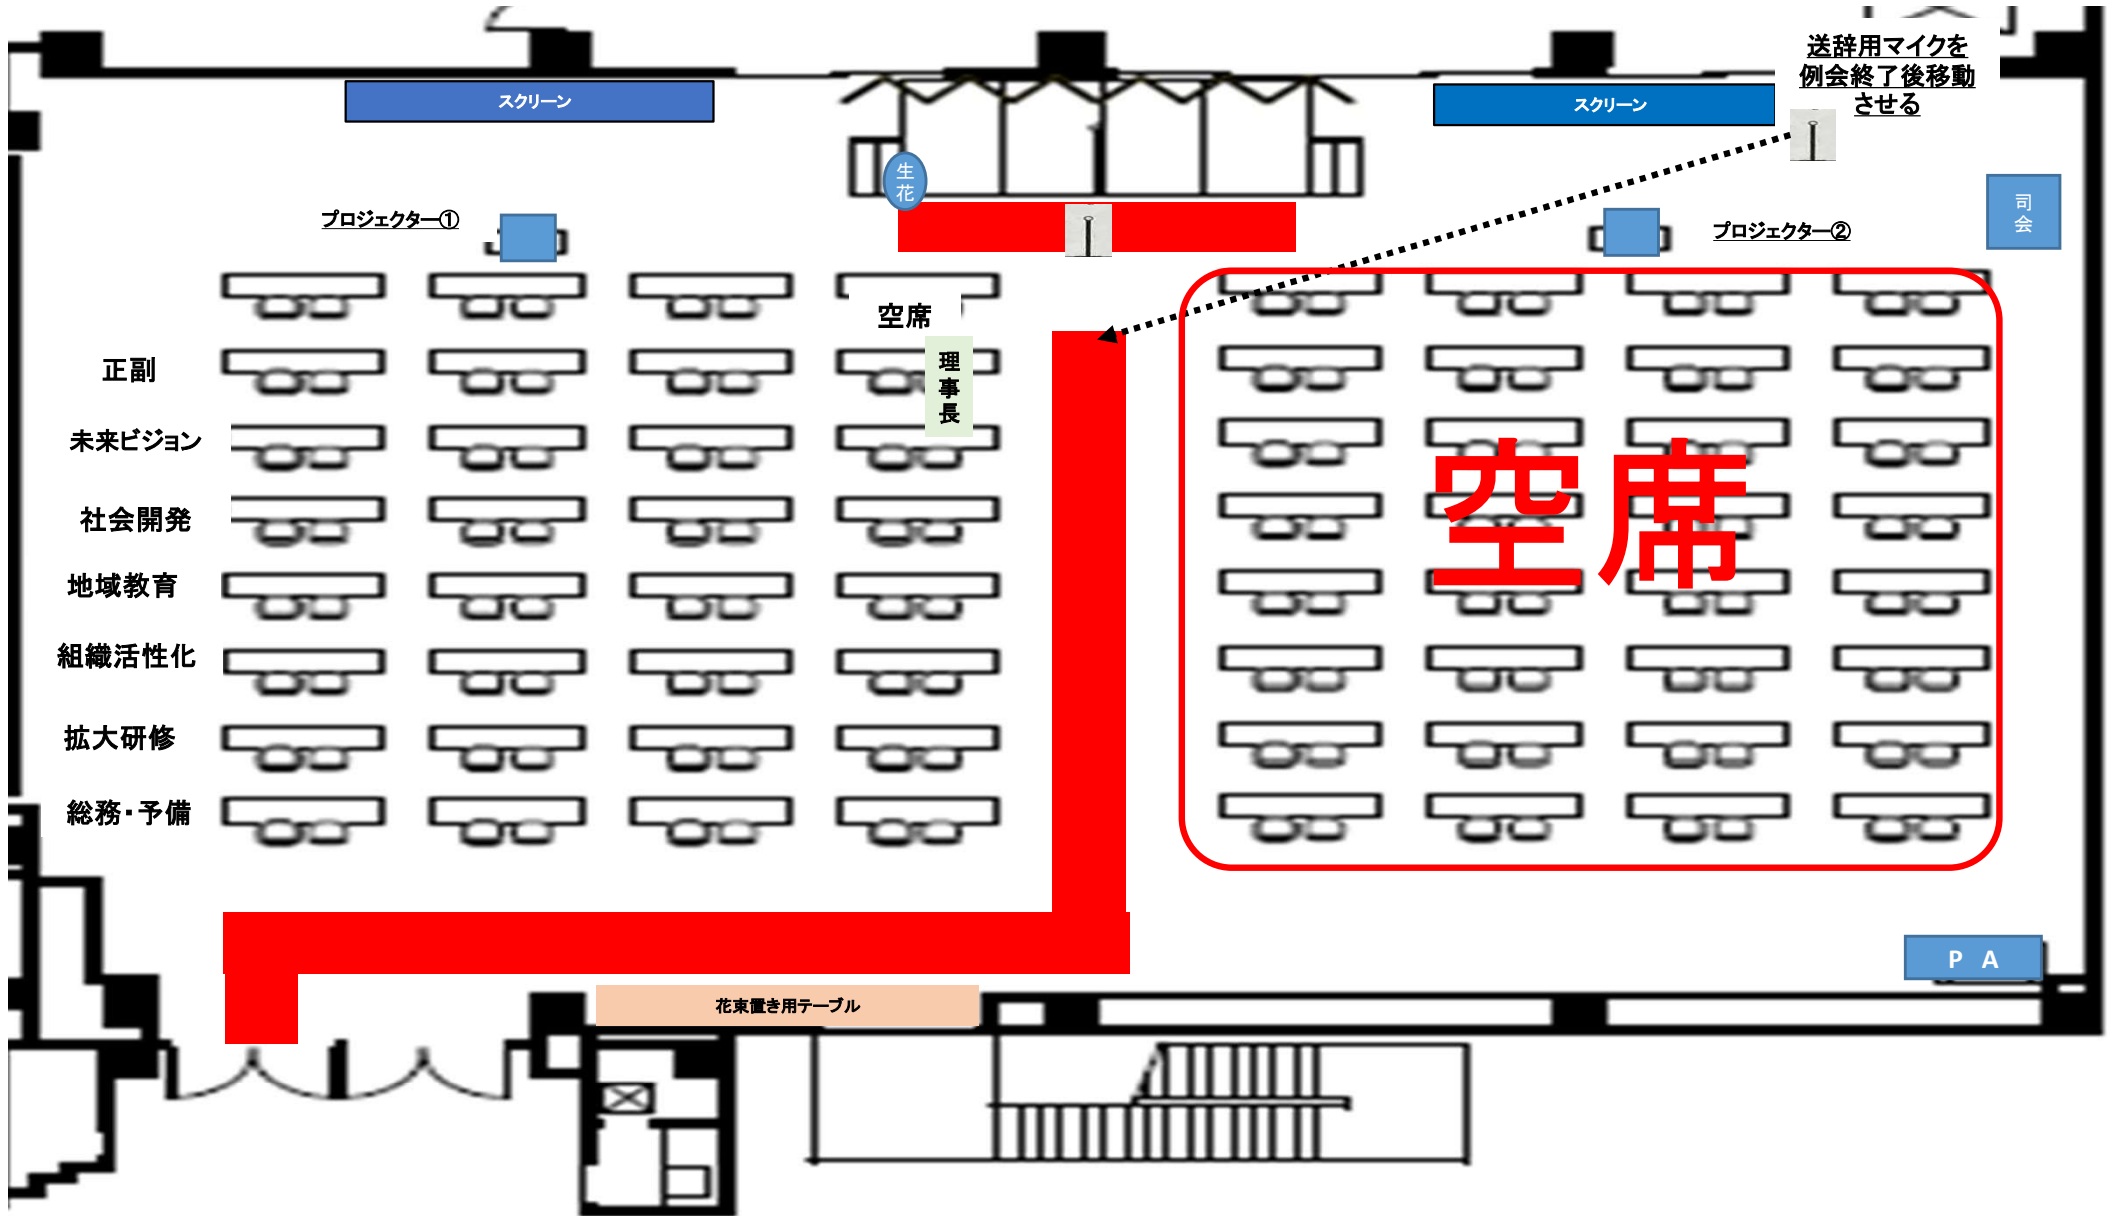 送辞用マイクを
例会終了後移動
させる
スクリーン
スクリーン
生
花
司
会
プロジェクター①
プロジェクター②
空席
理
事
長
正副
未来ビジョン
社会開発
地域教育
組織活性化
拡大研修
総務・予備
空席
P A
花束置き用テーブル